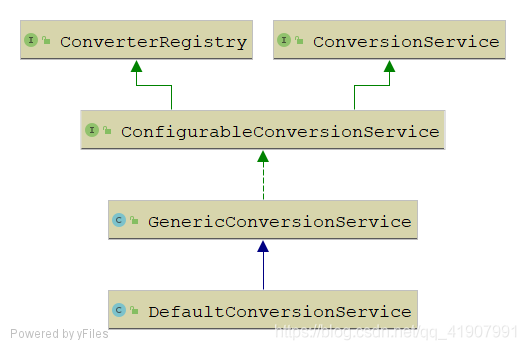 ConverterRegistry
ConversionService
ConfigurableConversionService
GenericConversionService
DefaultConversionService
Powered by yFiles
https://blog.csdn.net/qq_41907991